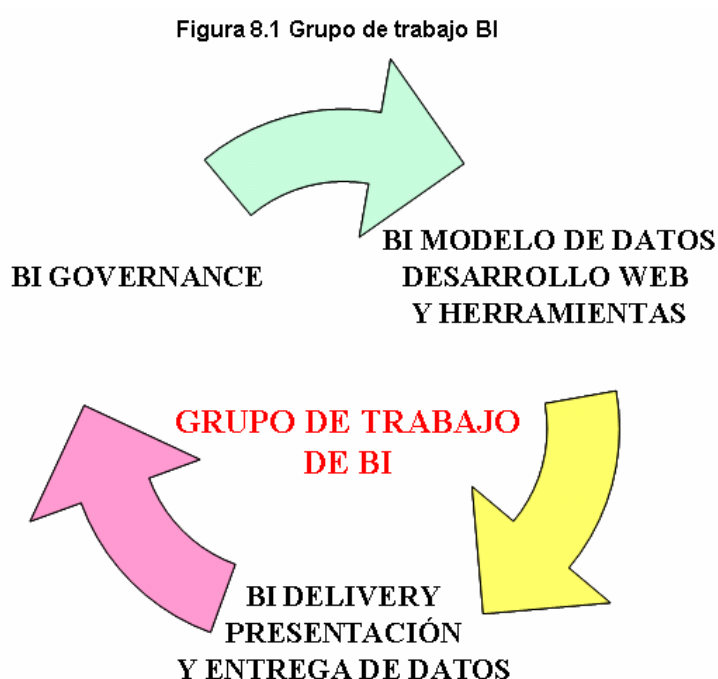 Figura 8.1 Grupo de trabajo BI
BI GOVERNANCE
BI MODELO DE DATOS
DESARROLLO WEB
Y HERRAMIENTAS
GRUPO DE TRABAJO
DE BI
BI DELIVERY
PRESENTACIÓN
Y ENTREGA DE DATOS